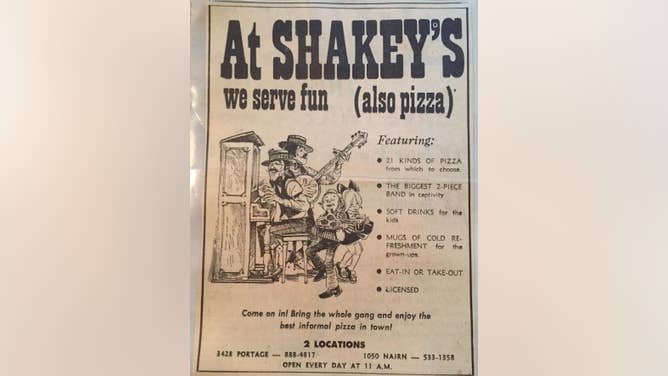 At SHAKEY'S
we serve fun (also pizza)
Featuring:
● 21 KINDS OF PIZZA
from which to choose.
● THE BIGGEST 2-PIECE
BAND in captivity
● SOFT DRINKS for the
kids
● MUGS OF COLD RE-
FRESHMENT for the
grown-ups.
● EAT-IN OR TAKE-OUT
● LICENSED
Come on in! Bring the whole gang and enjoy the
best informal pizza in town!
2 LOCATIONS
3428 PORTAGE — 888-4817 1050 NAIRN — 533-1358
OPEN EVERY DAY AT 11 A.M.